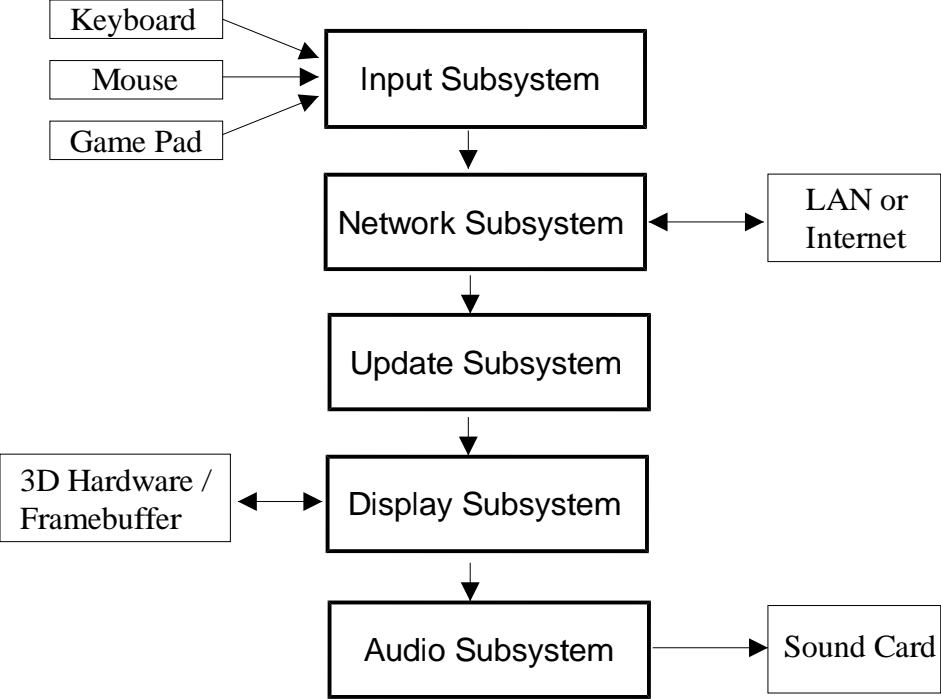 Keyboard
Mouse
Game Pad
Input Subsystem
Network Subsystem
LAN or
Internet
Update Subsystem
3D Hardware /
Framebuffer
Display Subsystem
Audio Subsystem
Sound Card